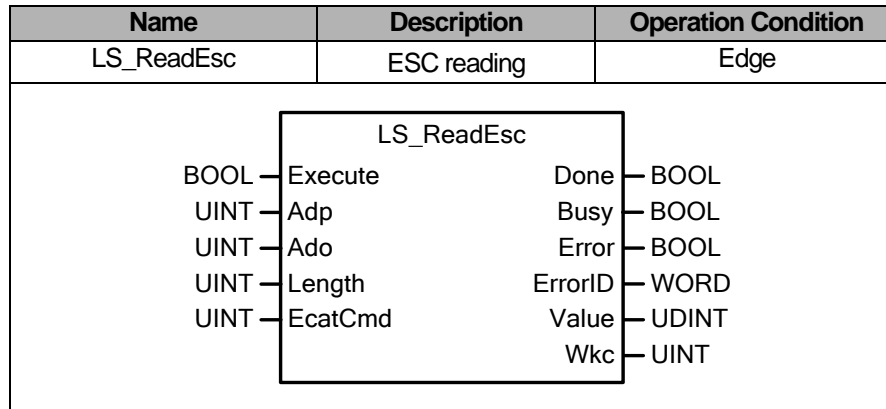 Name Description Operation Condition
LS_ReadEsc ESC reading Edge
LS_ReadEsc
BOOL Execute Done BOOL
UINT Adp Busy BOOL
UINT Ado Error BOOL
UINT Length ErrorID WORD
UINT EcatCmd Value UDINT
Wkc UINT